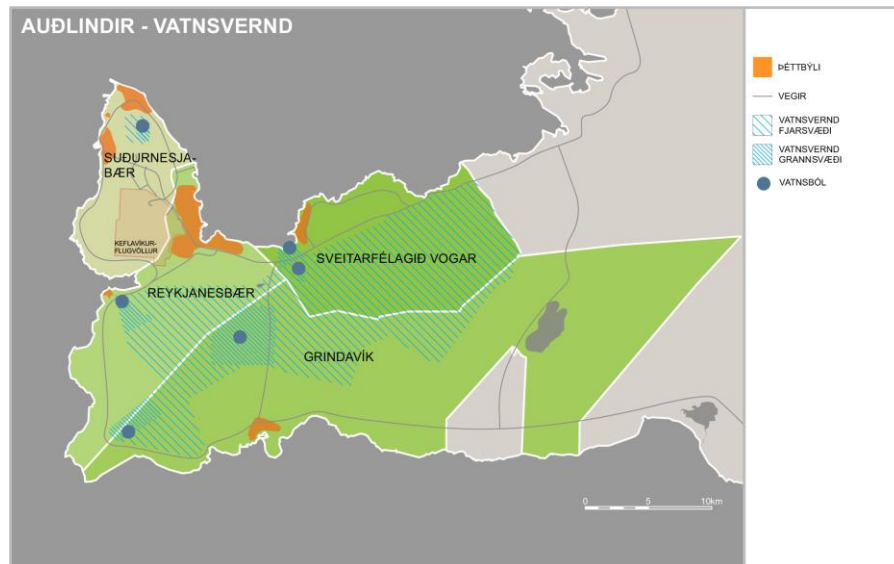 AUÐLINDIR - VATNSVERND
SUÐURNESJA-
BÆR
KEFLAVÍKUR-
FLUGVÖLLUR
REYKJANESBÆR
SVEITARFÉLAGIÐ VOGAR
GRINDAVÍK
0 5 10km
ÞÉTTBÝLI
VEGIR
VATNSVERND
FJARSVÆÐI
VATNSVERND
GRANNSVÆÐI
VATNSBÓL